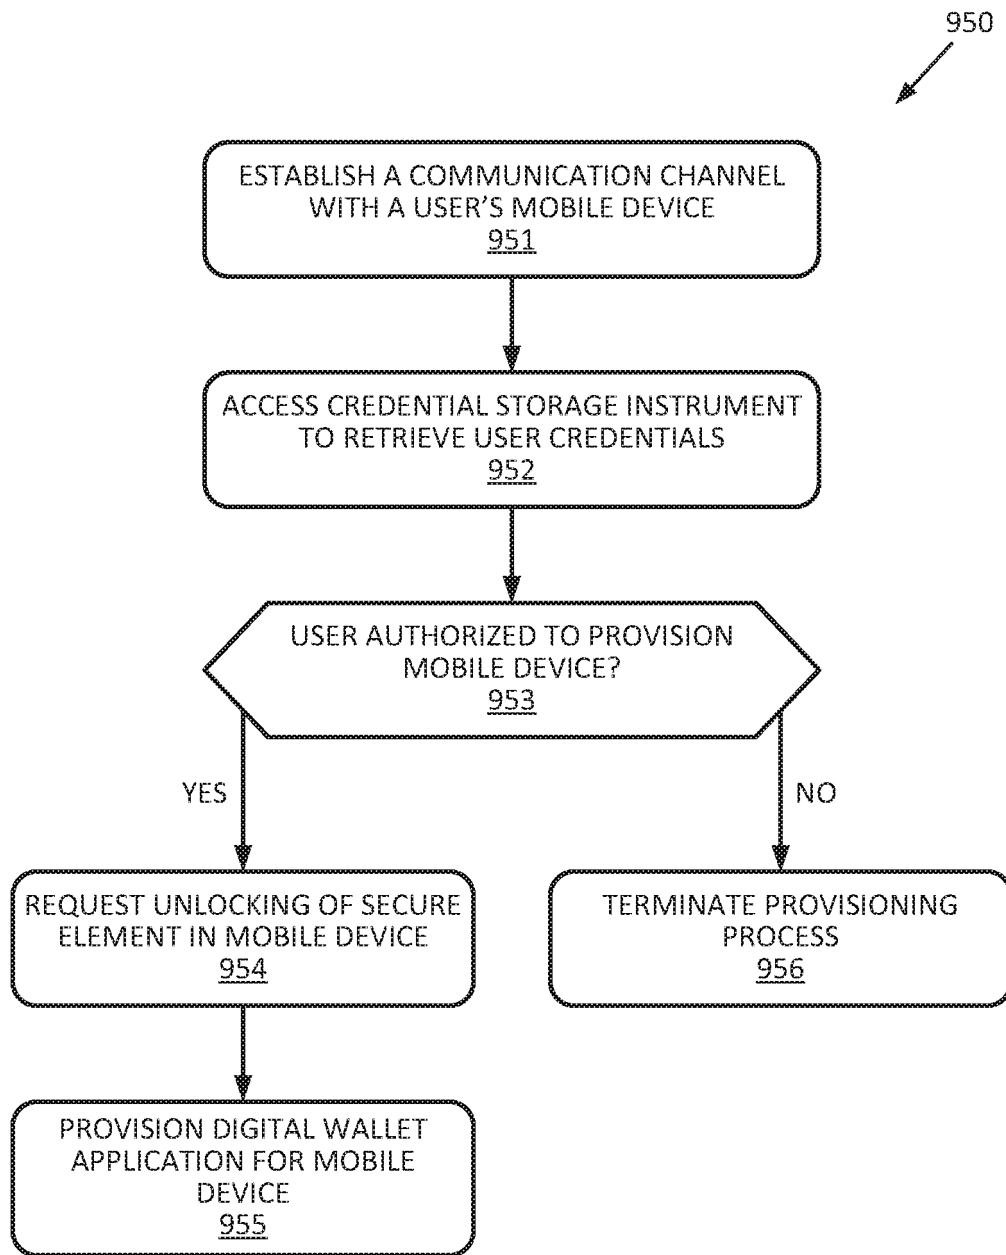 950
ESTABLISH A COMMUNICATION CHANNEL
WITH A USER'S MOBILE DEVICE
951
ACCESS CREDENTIAL STORAGE INSTRUMENT
TO RETRIEVE USER CREDENTIALS
952
USER AUTHORIZED TO PROVISION
MOBILE DEVICE?
953
YES
NO
REQUEST UNLOCKING OF SECURE
ELEMENT IN MOBILE DEVICE
954
TERMINATE PROVISIONING
PROCESS
956
PROVISION DIGITAL WALLET
APPLICATION FOR MOBILE
DEVICE
955